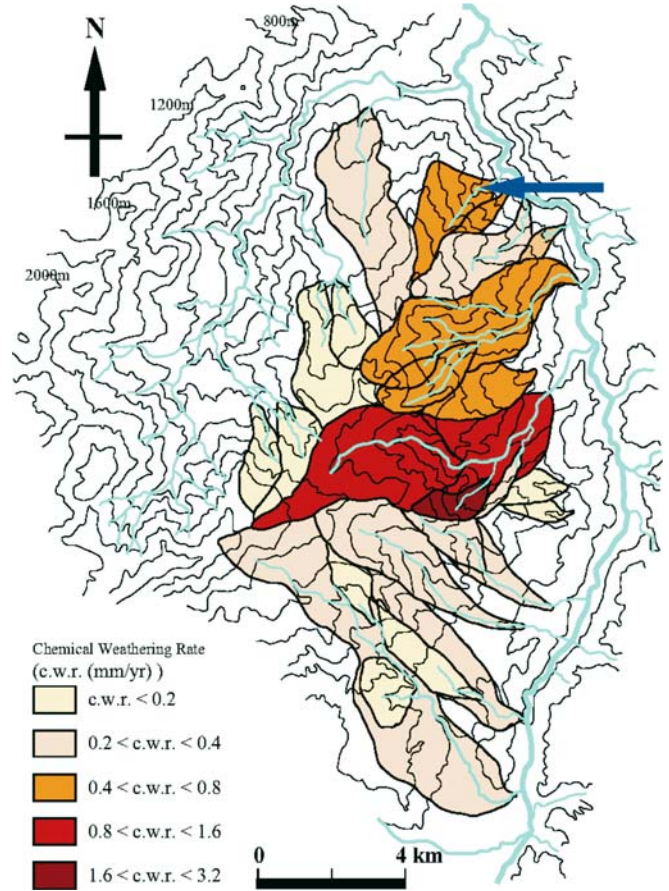 800m
N
1200m
1600m
2000m
Chemical Weathering Rate
(c.w.r. (mm/yr) )
c.w.r. < 0.2
0.2 < c.w.r. < 0.4
0.4 < c.w.r. < 0.8
0.8 < c.w.r. < 1.6
1.6 < c.w.r. < 3.2
0 4 km